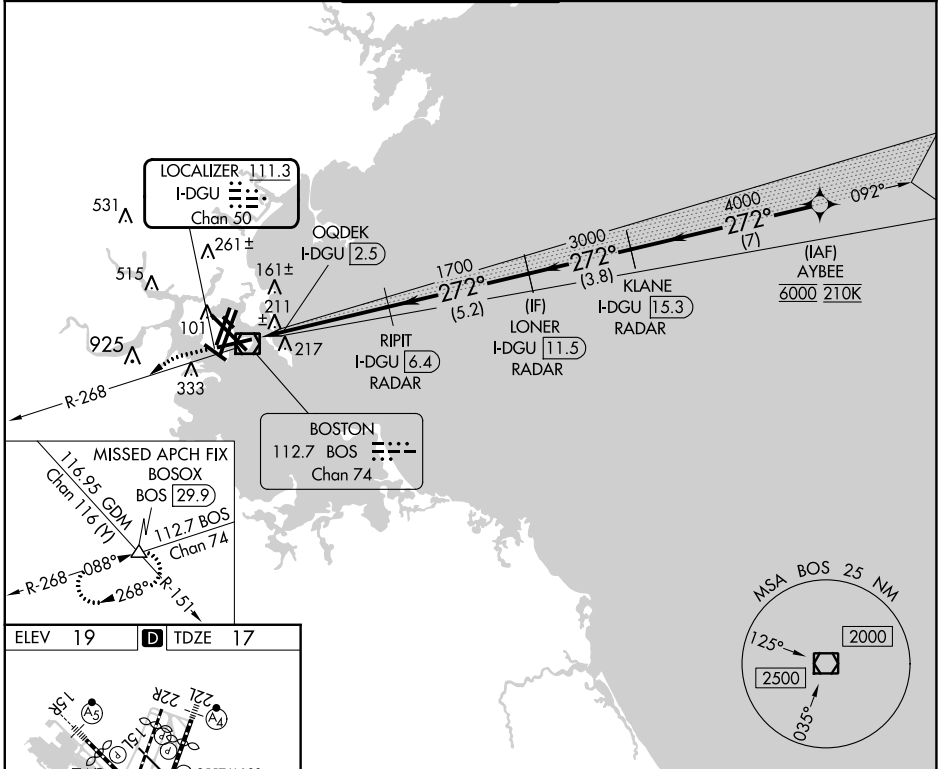 LOCALIZER 111.3
I-DGU
Chan 50
531
261±
515
161±
211
±
101
217
925
333
R-268
OQDEK
I-DGU 2.5
1700
272°
(5.2)
RIPIT
I-DGU 6.4
RADAR
(IF)
LONER
I-DGU 11.5
RADAR
3000
272°
(3.8)
KLANE
I-DGU 15.3
RADAR
4000
272°
(7)
092°
(IAF)
AYBEE
6000 210K
BOSTON
112.7 BOS
Chan 74
MISSED APCH FIX
BOSOX
BOS 29.9
116.95 GDM
Chan 116 (Y)
112.7 BOS
Chan 74
R-268
088°
268°
R-151
MSA BOS 25 NM
125°
2000
2500
035°
ELEV 19 D TDZE 17
15R
A5
15L
22R
22L
A4
P
P